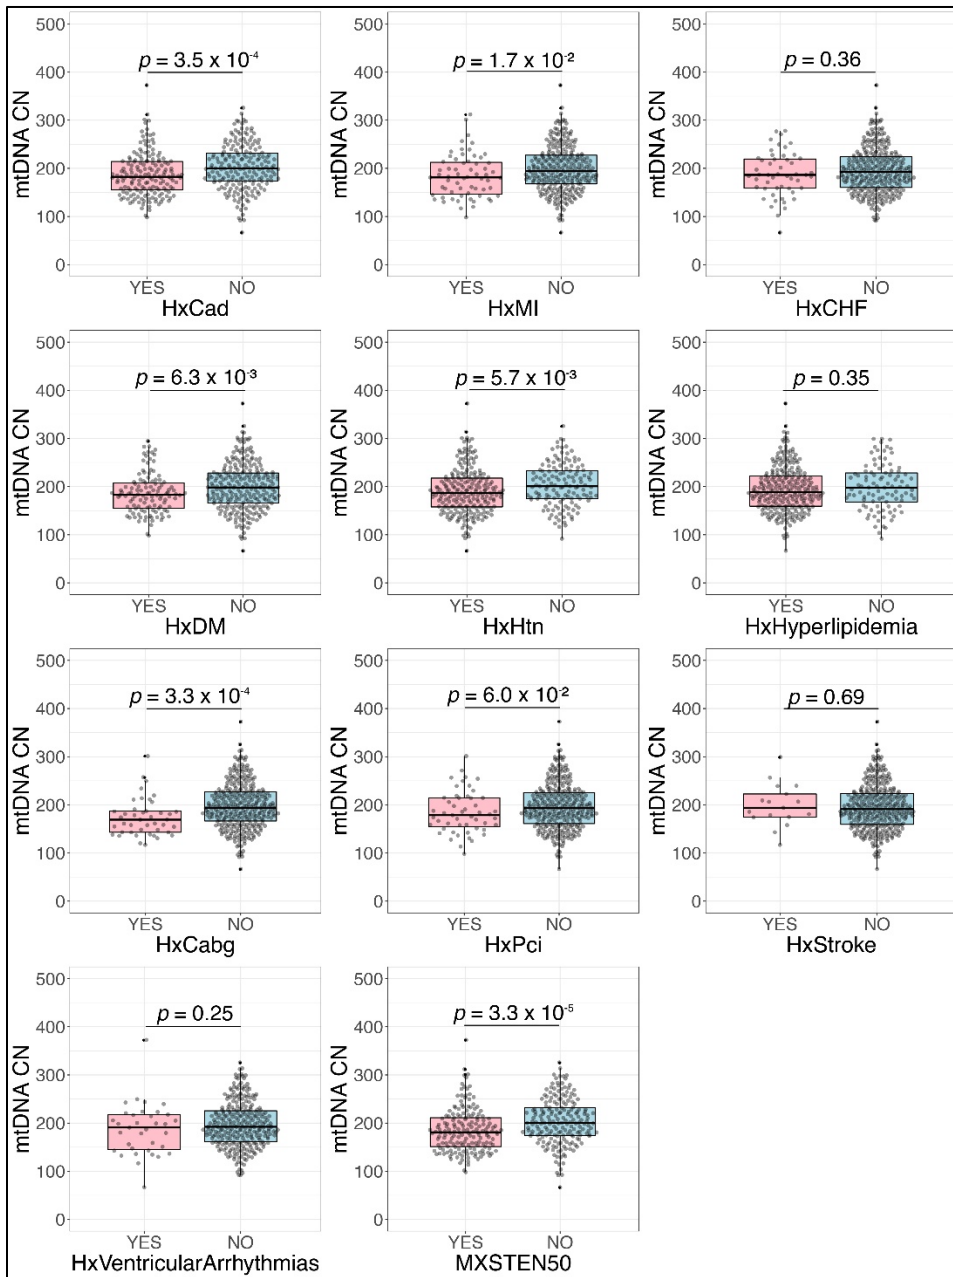 p = 3.5 x 10⁻⁴
p = 1.7 x 10⁻²
p = 0.36
mtDNA CN
500
400
300
200
100
0
mtDNA CN
500
400
300
200
100
0
mtDNA CN
500
400
300
200
100
0
YES NO
YES NO
YES NO
HxCad
HxMI
HxCHF
p = 6.3 x 10⁻³
p = 5.7 x 10⁻³
p = 0.35
mtDNA CN
500
400
300
200
100
0
mtDNA CN
500
400
300
200
100
0
mtDNA CN
500
400
300
200
100
0
YES NO
YES NO
YES NO
HxDM
HxHtn
HxHyperlipidemia
p = 3.3 x 10⁻⁴
p = 6.0 x 10⁻²
p = 0.69
mtDNA CN
500
400
300
200
100
0
mtDNA CN
500
400
300
200
100
0
mtDNA CN
500
400
300
200
100
0
YES NO
YES NO
YES NO
HxCabg
HxPci
HxStroke
p = 0.25
p = 3.3 x 10⁻⁵
mtDNA CN
500
400
300
200
100
0
mtDNA CN
500
400
300
200
100
0
YES NO
YES NO
HxVentricularArrhythmias
MXSTEN50